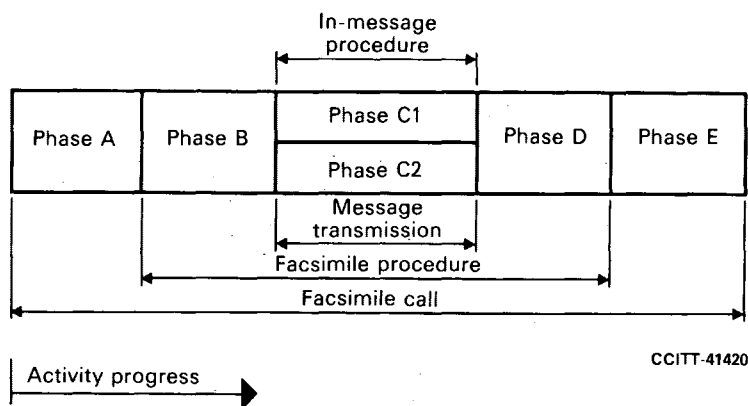 In-message
procedure
Phase A
Phase B
Phase C1
Phase C2
Phase D
Phase E
Message
transmission
Facsimile procedure
Facsimile call
CCITT-41420
Activity progress